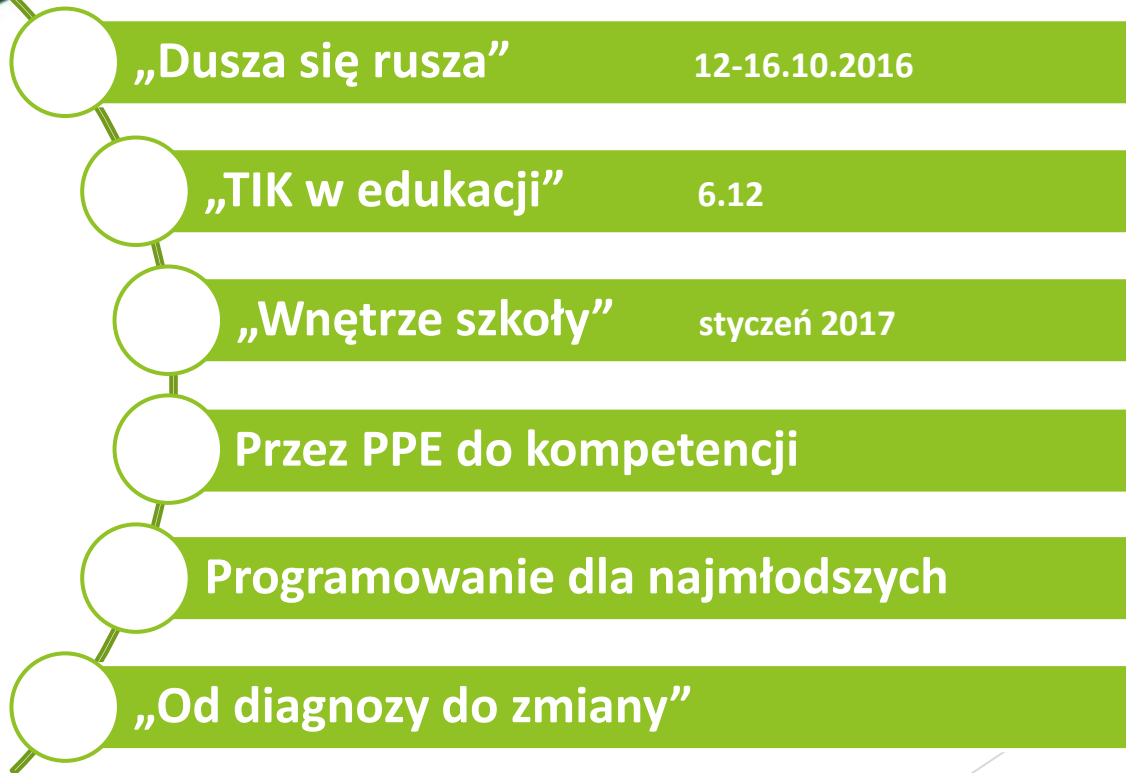 „Dusza się rusza” 12-16.10.2016
„TIK w edukacji” 6.12
„Wnętrze szkoły” styczeń 2017
Przez PPE do kompetencji
Programowanie dla najmłodszych
„Od diagnozy do zmiany”